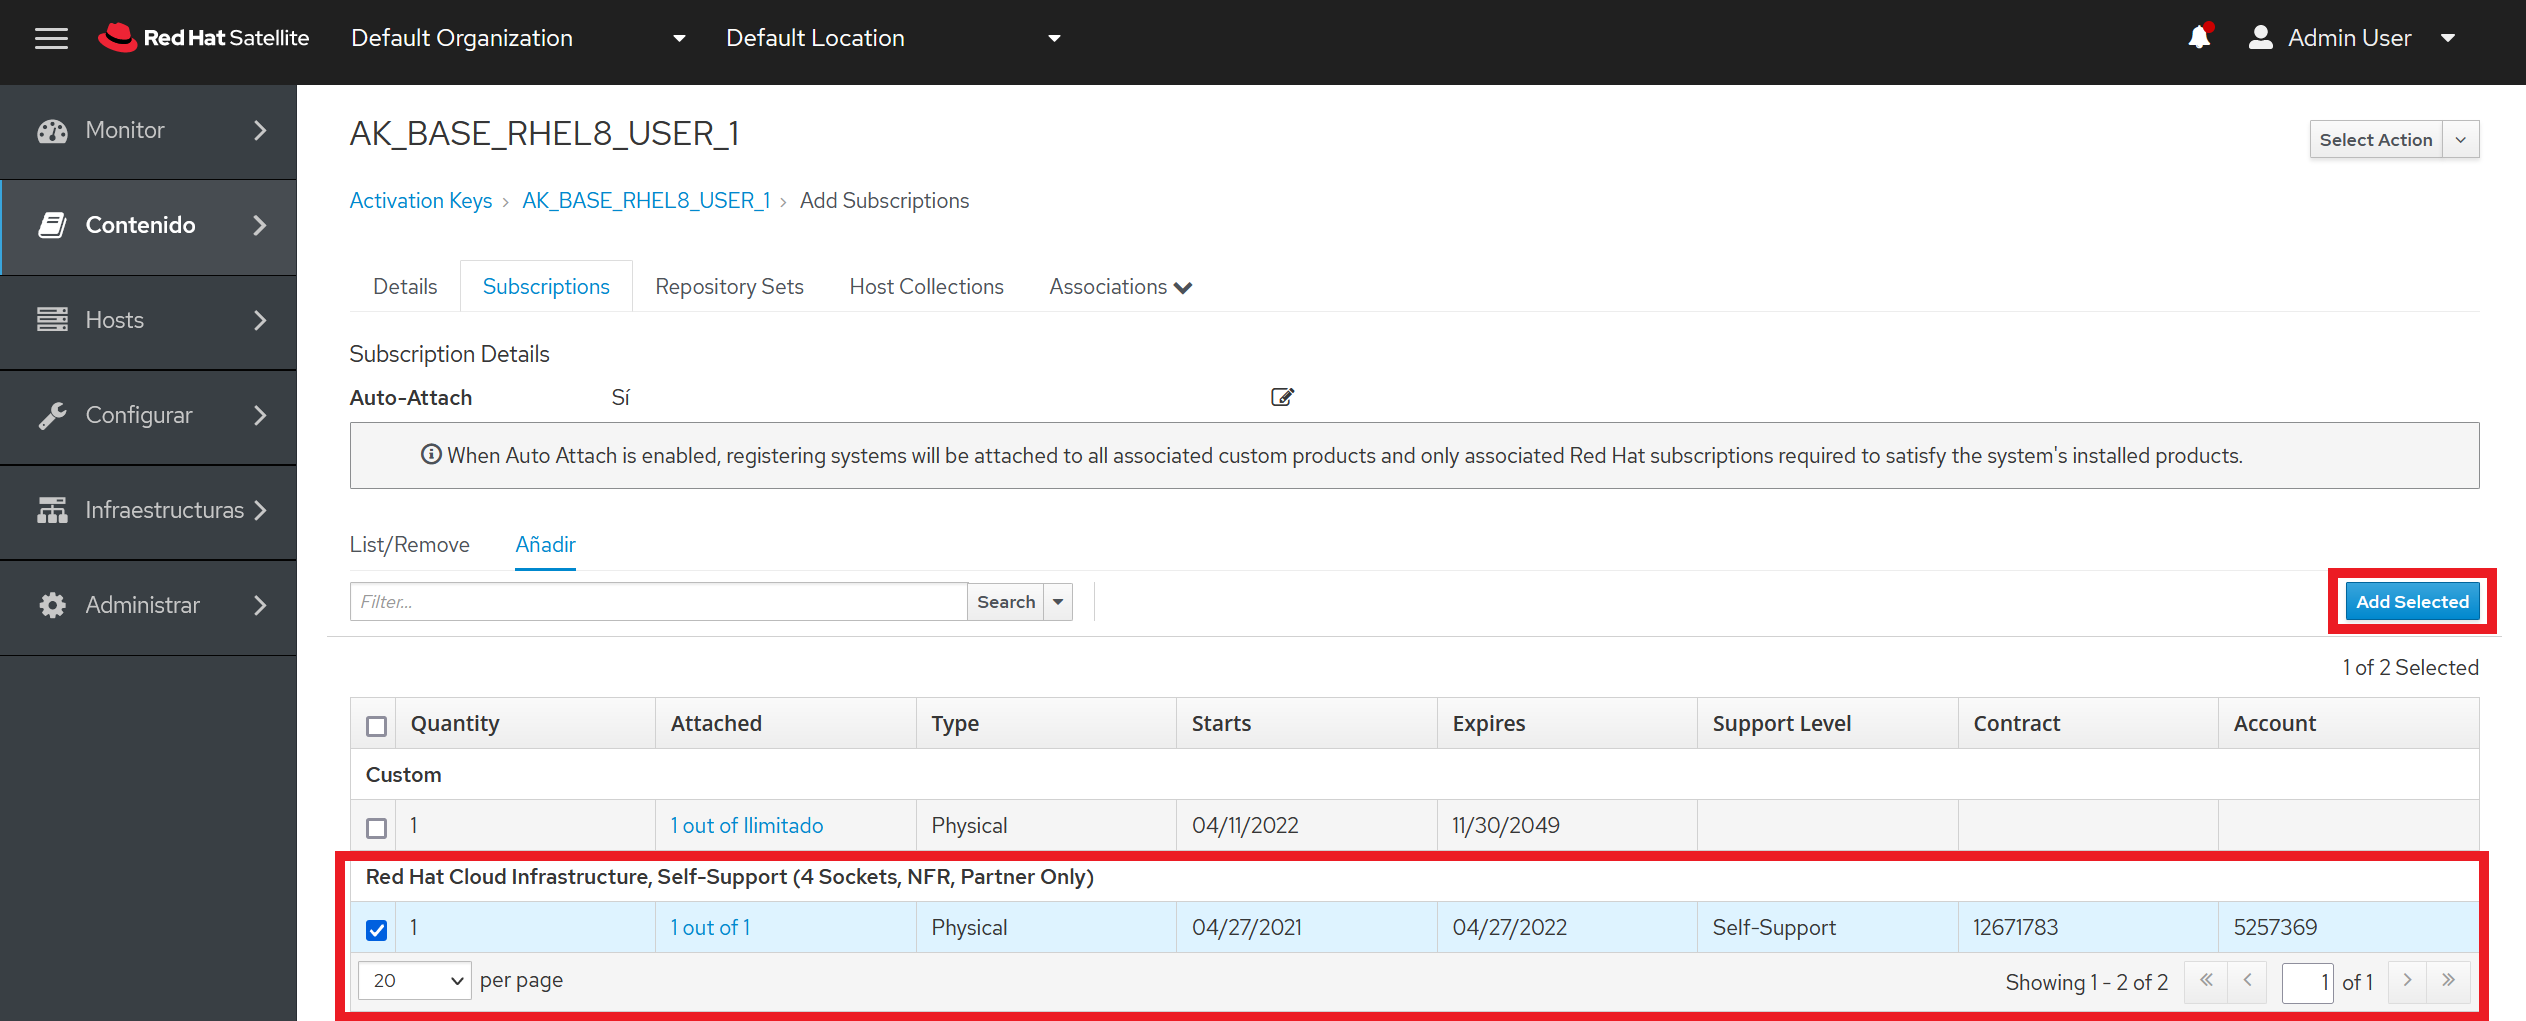 Red Hat Satellite Default Organization Default Location Admin User
Monitor
Contenido
Hosts
Configurar
Infraestructuras
Administrar
AK_BASE_RHEL8_USER_1
Select Action
Activation Keys › AK_BASE_RHEL8_USER_1 › Add Subscriptions
Details Subscriptions Repository Sets Host Collections Associations
Subscription Details
Auto-Attach Sí
When Auto Attach is enabled, registering systems will be attached to all associated custom products and only associated Red Hat subscriptions required to satisfy the system's installed products.
List/Remove Añadir
Filter... Search Add Selected
1 of 2 Selected
Quantity Attached Type Starts Expires Support Level Contract Account
Custom
1 1 out of Ilimitado Physical 04/11/2022 11/30/2049
Red Hat Cloud Infrastructure, Self-Support (4 Sockets, NFR, Partner Only)
1 1 out of 1 Physical 04/27/2021 04/27/2022 Self-Support 12671783 5257369
20 per page Showing 1 - 2 of 2 « ‹ 1 of 1 › »